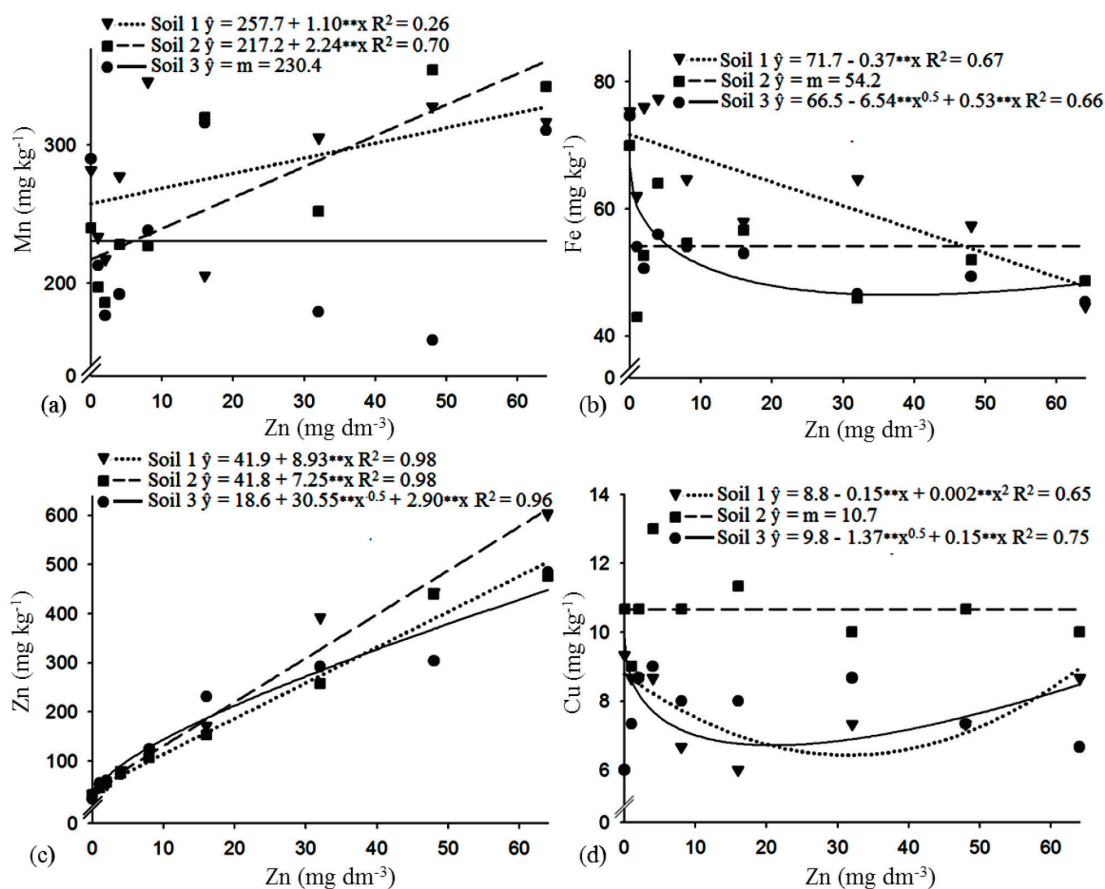 Soil 1 ŷ = 257.7 + 1.10**x R² = 0.26
Soil 2 ŷ = 217.2 + 2.24**x R² = 0.70
Soil 3 ŷ = m = 230.4
Mn (mg kg⁻¹)
300
200
0
0 10 20 30 40 50 60
(a)
Zn (mg dm⁻³)
Soil 1 ŷ = 71.7 - 0.37**x R² = 0.67
Soil 2 ŷ = m = 54.2
Soil 3 ŷ = 66.5 - 6.54**x⁰·⁵ + 0.53**x R² = 0.66
Fe (mg kg⁻¹)
80
60
40
0
0 10 20 30 40 50 60
(b)
Zn (mg dm⁻³)
Soil 1 ŷ = 41.9 + 8.93**x R² = 0.98
Soil 2 ŷ = 41.8 + 7.25**x R² = 0.98
Soil 3 ŷ = 18.6 + 30.55**x⁰·⁵ + 2.90**x R² = 0.96
Zn (mg kg⁻¹)
600
500
400
300
200
100
0
0 10 20 30 40 50 60
(c)
Zn (mg dm⁻³)
Soil 1 ŷ = 8.8 - 0.15**x + 0.002**x² R² = 0.65
Soil 2 ŷ = m = 10.7
Soil 3 ŷ = 9.8 - 1.37**x⁰·⁵ + 0.15**x R² = 0.75
Cu (mg kg⁻¹)
14
12
10
8
6
0
0 10 20 30 40 50 60
(d)
Zn (mg dm⁻³)